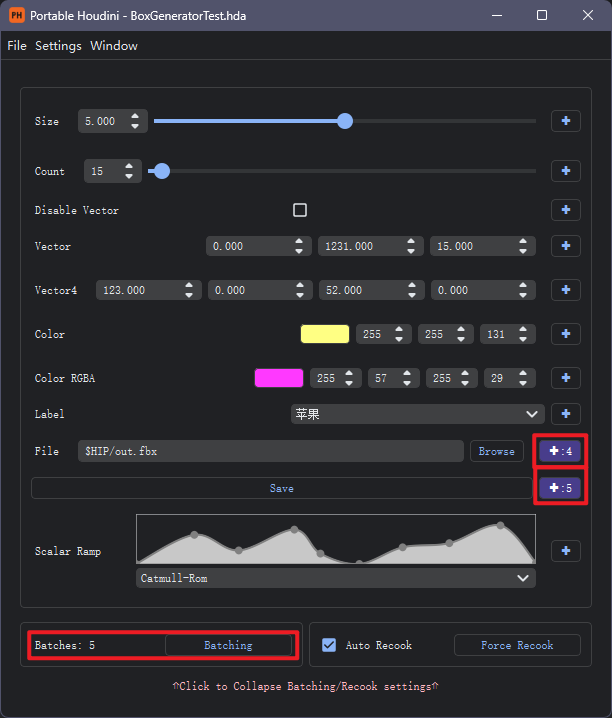 PH Portable Houdini - BoxGeneratorTest.hda
File Settings Window
Size 5.000
Count 15
Disable Vector
Vector 0.000 1231.000 15.000
Vector4 123.000 0.000 52.000 0.000
Color 255 255 131
Color RGBA 255 57 255 29
Label 苹果
File $HIP/out.fbx Browse +:4
Save +:5
Scalar Ramp
Catmull-Rom
Batches: 5 Batching Auto Recook Force Recook
⇑Click to Collapse Batching/Recook settings⇑